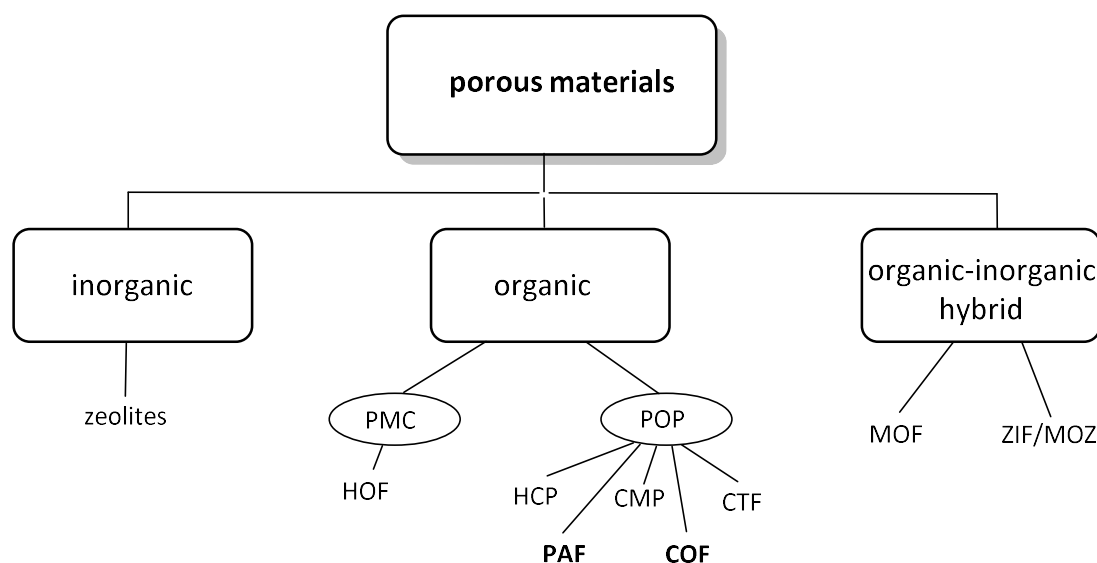 porous materials
inorganic
organic
organic-inorganic
hybrid
zeolites
PMC
POP
MOF
ZIF/MOZ
HOF
HCP
CMP
CTF
PAF
COF